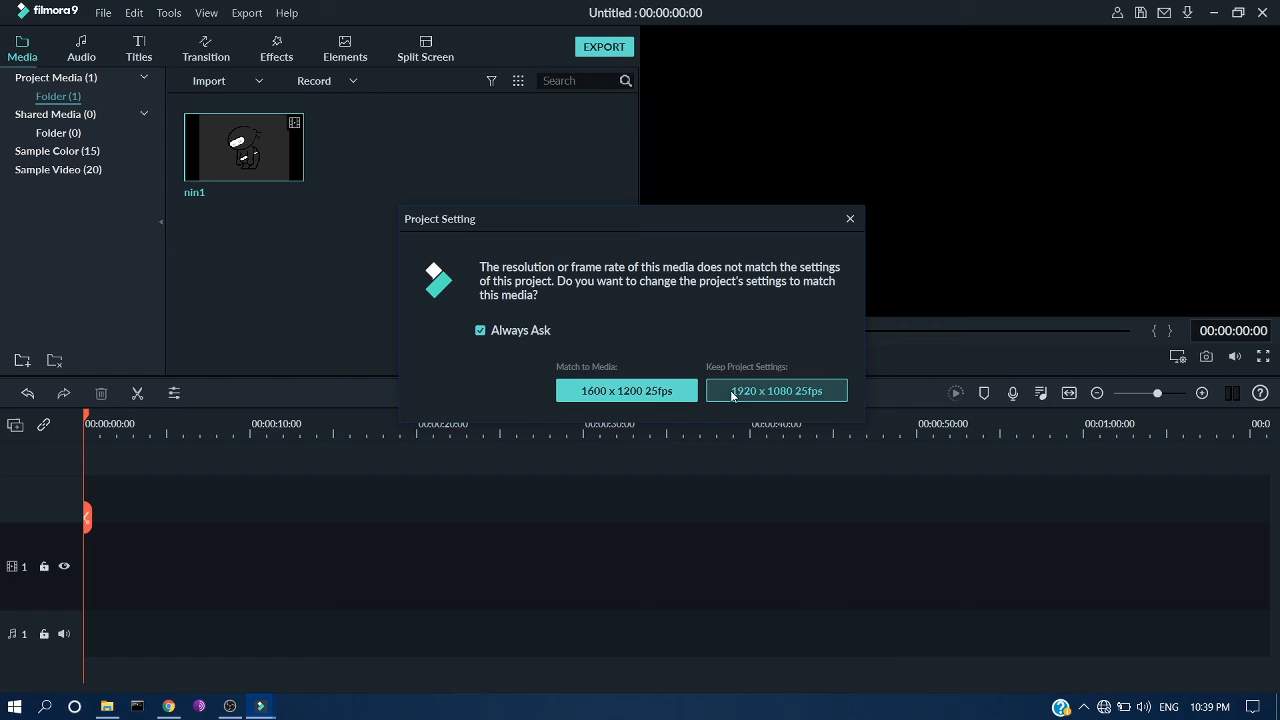 filmora 9 File Edit Tools View Export Help Untitled : 00:00:00:00
Media Audio Titles Transition Effects Elements Split Screen EXPORT
Project Media (1) Import Record Search
Folder (1)
Shared Media (0)
Folder (0)
Sample Color (15)
Sample Video (20)
nin1
Project Setting
The resolution or frame rate of this media does not match the settings
of this project. Do you want to change the project's settings to match
this media?
Always Ask
Match to Media: Keep Project Settings:
1600 x 1200 25fps 1920 x 1080 25fps
{ } 00:00:00:00
00:00:00:00 00:00:10:00 00:00:20:00 00:00:30:00 00:00:40:00 00:00:50:00 00:01:00:00 00:0
1
1
ENG 10:39 PM